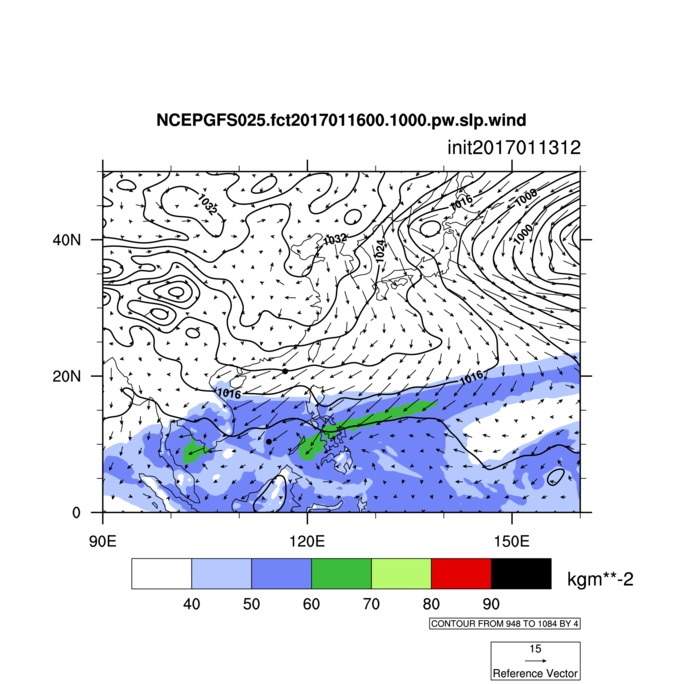 NCEPGFS025.fct2017011600.1000.pw.slp.wind
init2017011312
1032
1016
1008
1000
1032
1024
40N
20N
1016
1016
0
90E 120E 150E
40 50 60 70 80 90
kgm**-2
CONTOUR FROM 948 TO 1084 BY 4
15
Reference Vector